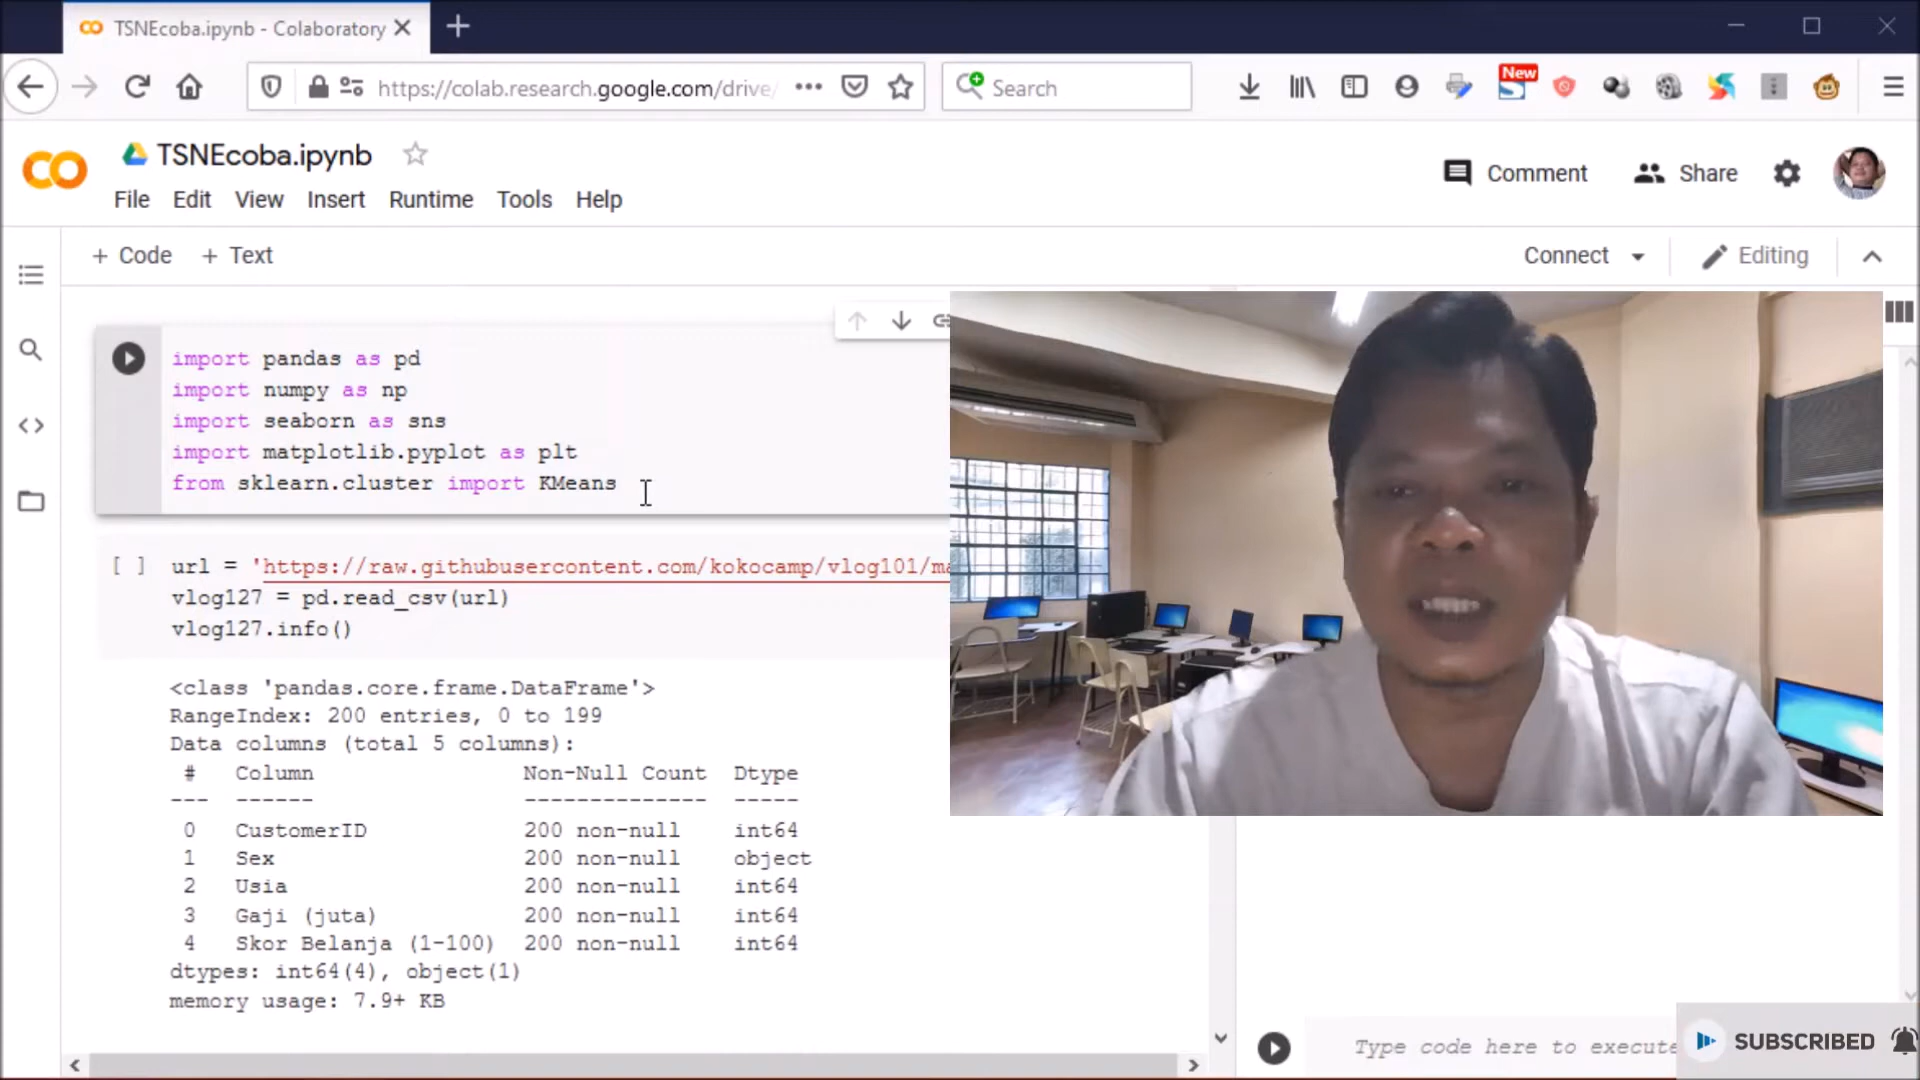 TSNEcoba.ipynb - Colaboratory
https://colab.research.google.com/drive/
Search
New
CO
TSNEcoba.ipynb
Comment
Share
File Edit View Insert Runtime Tools Help
+ Code + Text
Connect
Editing
import pandas as pd
import numpy as np
import seaborn as sns
import matplotlib.pyplot as plt
from sklearn.cluster import KMeans
[ ] url = 'https://raw.githubusercontent.com/kokocamp/vlog101/ma
vlog127 = pd.read_csv(url)
vlog127.info()
<class 'pandas.core.frame.DataFrame'>
RangeIndex: 200 entries, 0 to 199
Data columns (total 5 columns):
# Column Non-Null Count Dtype
--- ------ -------------- -----
0 CustomerID 200 non-null int64
1 Sex 200 non-null object
2 Usia 200 non-null int64
3 Gaji (juta) 200 non-null int64
4 Skor Belanja (1-100) 200 non-null int64
dtypes: int64(4), object(1)
memory usage: 7.9+ KB
Type code here to execute
SUBSCRIBED